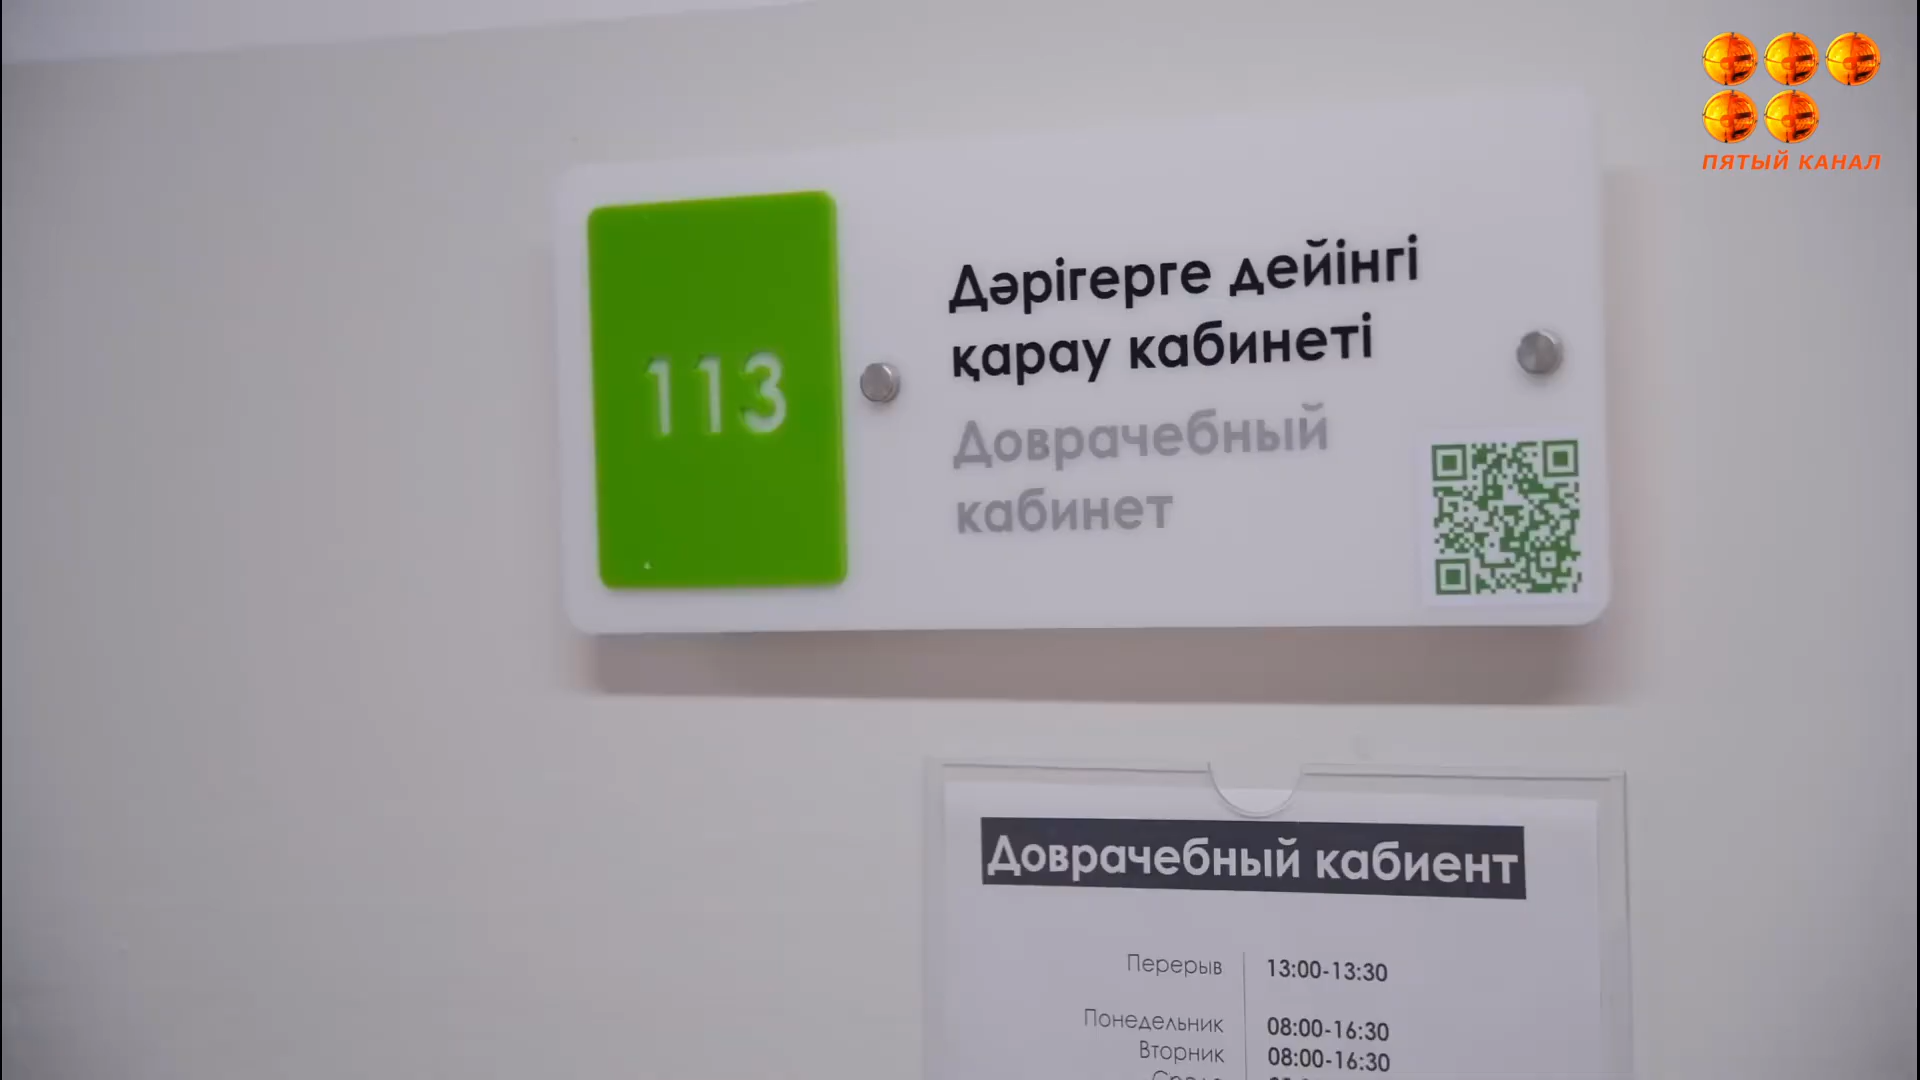 ПЯТЫЙ КАНАЛ
113
Дәрігерге дейінгі
қарау кабинеті
Доврачебный
кабинет
Доврачебный кабиент
Перерыв 13:00-13:30
Понедельник 08:00-16:30
Вторник 08:00-16:30